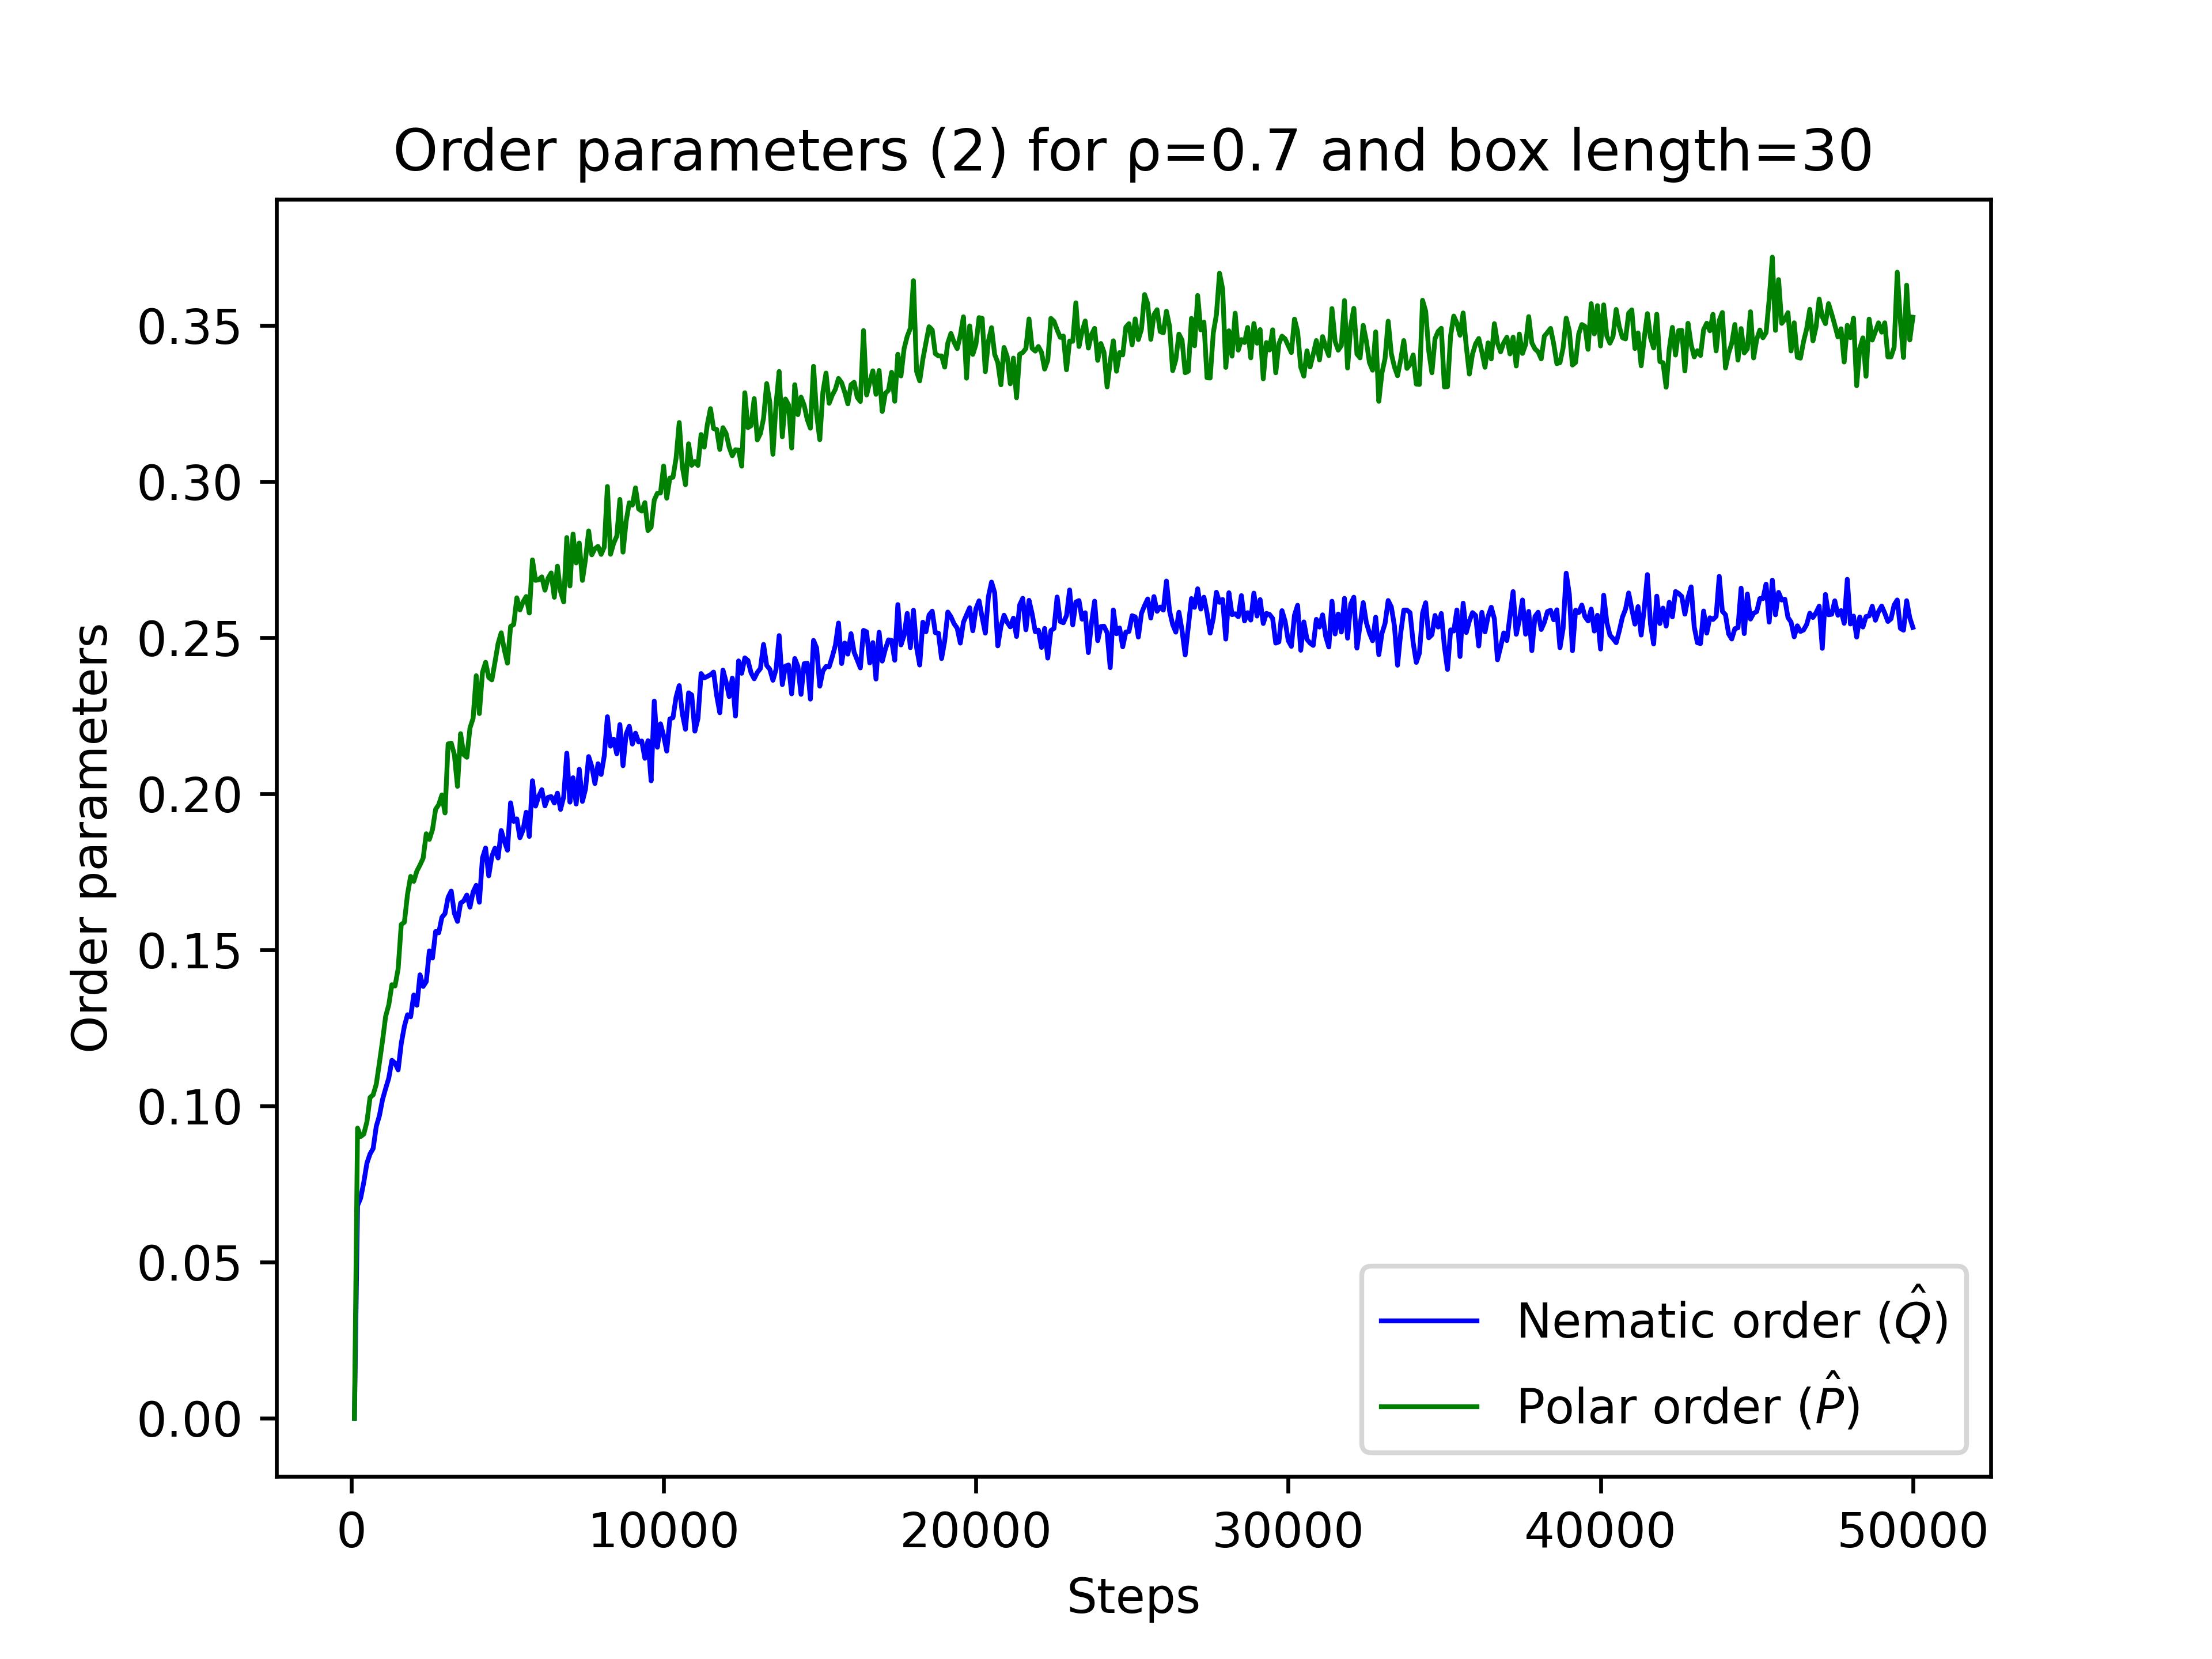 Order parameters (2) for ρ=0.7 and box length=30
Order parameters
0.35
0.30
0.25
0.20
0.15
0.10
0.05
0.00
0 10000 20000 30000 40000 50000
Steps
Nematic order (Q̂)
Polar order (P̂)